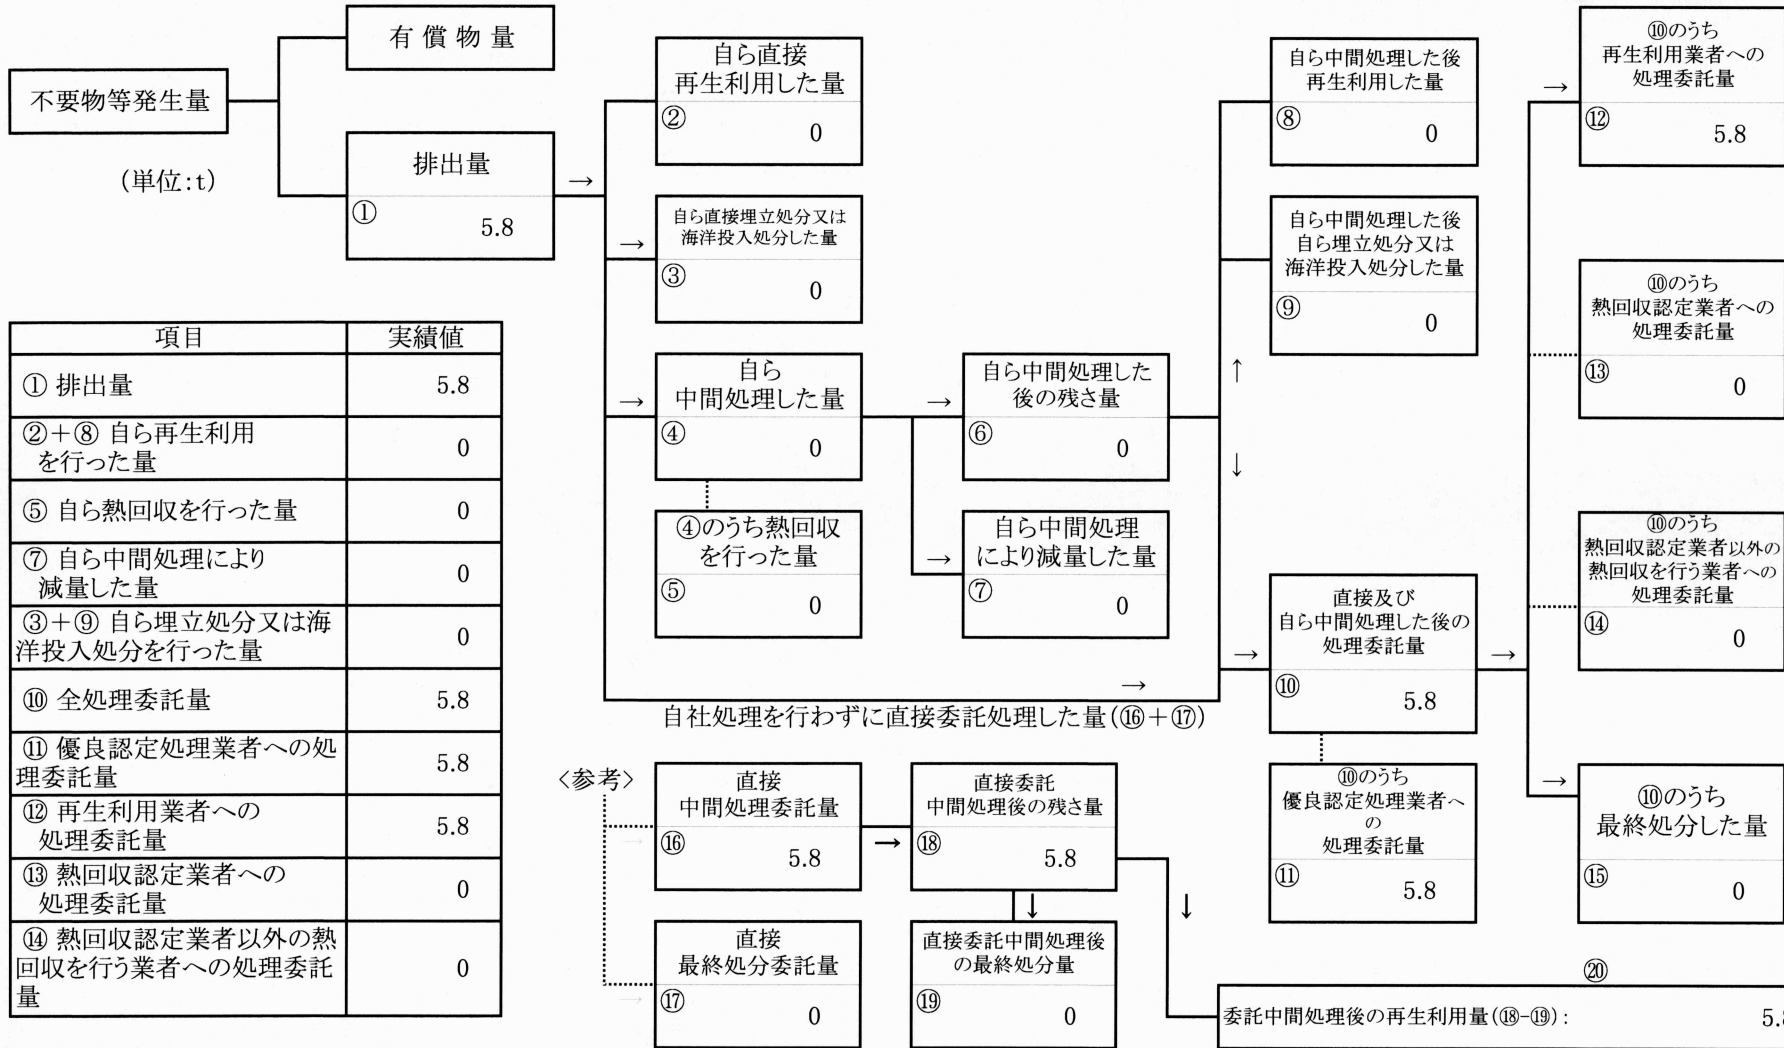 有償物量
不要物等発生量
(単位:t)
排出量
①
5.8
→
自ら直接
再生利用した量
②
0
→
自ら直接埋立処分又は
海洋投入処分した量
③
0
→
自ら
中間処理した量
④
0
④のうち熱回収
を行った量
⑤
0
→
自ら中間処理した
後の残さ量
⑥
0
→
自ら中間処理
により減量した量
⑦
0
自ら中間処理した後
再生利用した量
⑧
0
自ら中間処理した後
自ら埋立処分又は
海洋投入処分した量
⑨
0
↑
↓
→
直接及び
自ら中間処理した後の
処理委託量
⑩
5.8
→
⑩のうち
優良認定処理業者へ
の
処理委託量
⑪
5.8
→
⑩のうち
再生利用業者への
処理委託量
⑫
5.8
⑩のうち
熱回収認定業者への
処理委託量
⑬
0
⑩のうち
熱回収認定業者以外の
熱回収を行う業者への
処理委託量
⑭
0
→
⑩のうち
最終処分した量
⑮
0
→
自社処理を行わずに直接委託処理した量(⑯+⑰)
<参考>
→
直接
中間処理委託量
⑯
5.8
→
直接
最終処分委託量
⑰
0
→
直接委託
中間処理後の残さ量
⑱
5.8
↓
直接委託中間処理後
の最終処分量
⑲
0
↓
⑳
委託中間処理後の再生利用量(⑱-⑲):
5.8
項目 実績値
① 排出量 5.8
②+⑧ 自ら再生利用
を行った量 0
⑤ 自ら熱回収を行った量 0
⑦ 自ら中間処理により
減量した量 0
③+⑨ 自ら埋立処分又は海
洋投入処分を行った量 0
⑩ 全処理委託量 5.8
⑪ 優良認定処理業者への処
理委託量 5.8
⑫ 再生利用業者への
処理委託量 5.8
⑬ 熱回収認定業者への
処理委託量 0
⑭ 熱回収認定業者以外の熱
回収を行う業者への処理委託
量 0